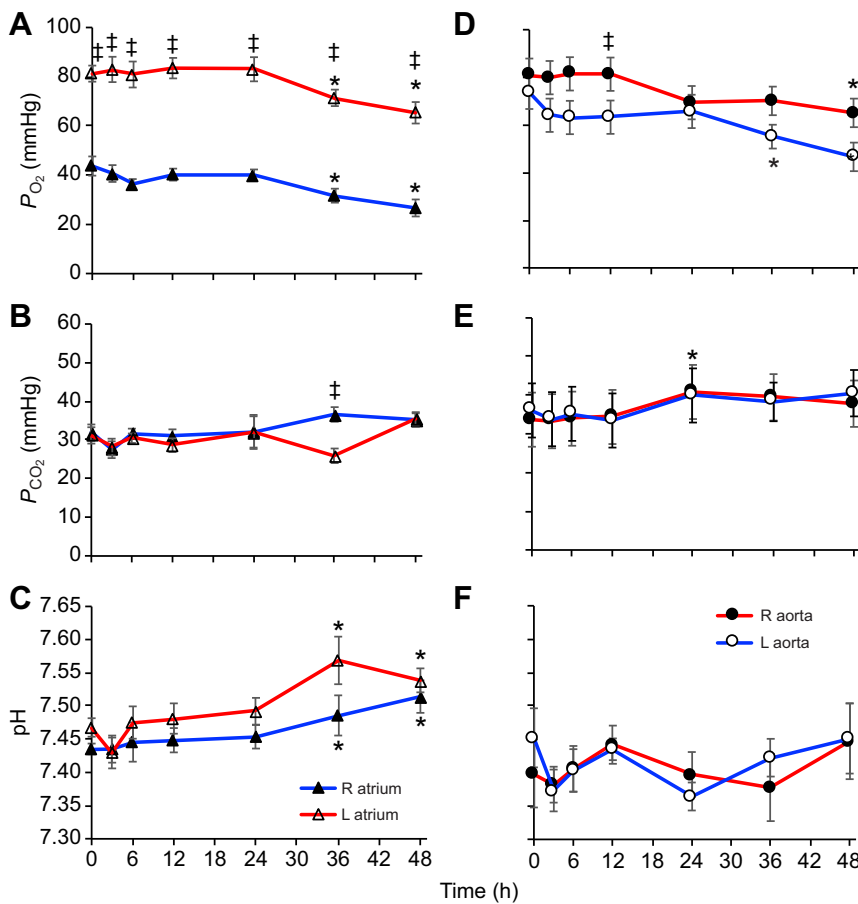 A
P O2 (mmHg)
100
80
60
40
20
0
‡ ‡ ‡ ‡ ‡ ‡ ‡
* *
* *
D
‡
*
*
B
P CO2 (mmHg)
60
50
40
30
20
10
0
‡
E
*
C
pH
7.65
7.60
7.55
7.50
7.45
7.40
7.35
7.30
* *
* *
R atrium
L atrium
0 6 12 18 24 30 36 42 48
F
R aorta
L aorta
0 6 12 18 24 30 36 42 48
Time (h)